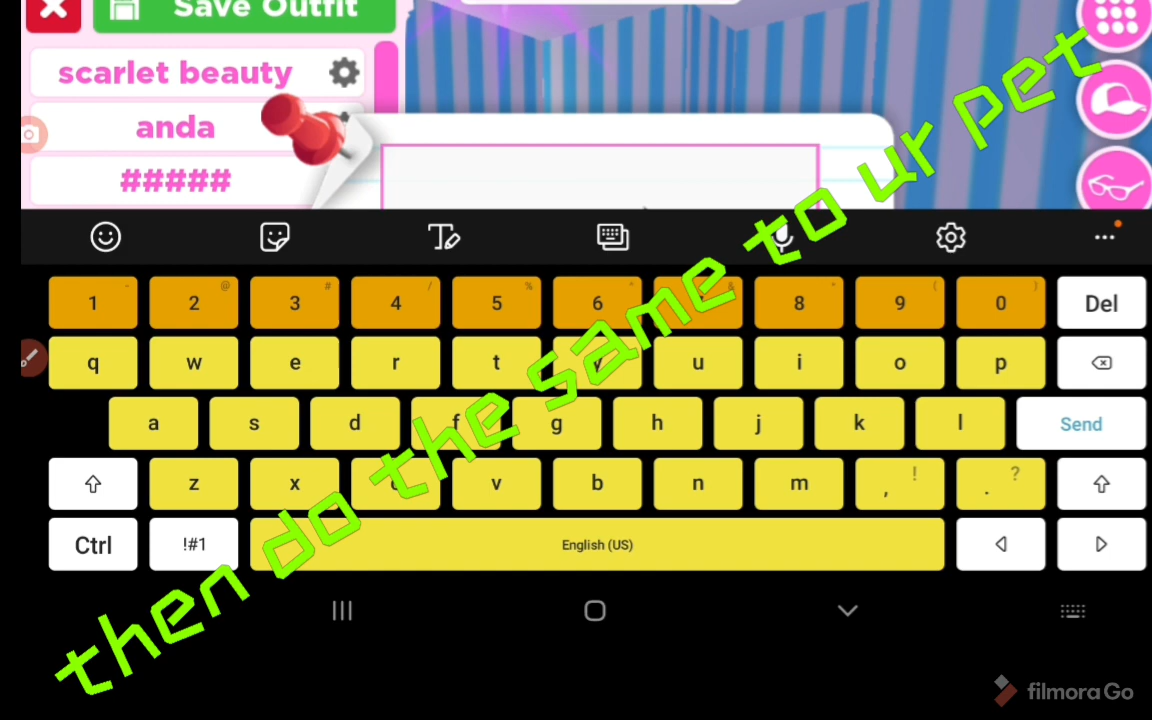 Save Outfit
scarlet beauty
anda
#####
then do the same to ur pet
1 - 2 @ 3 # 4 / 5 % 6 ^ & 8 * 9 ( 0 ) Del
q w e r t y u i o p
a s d f g h j k l Send
z x c v b n m , ! . ?
Ctrl !#1 English (US)
filmoraGo